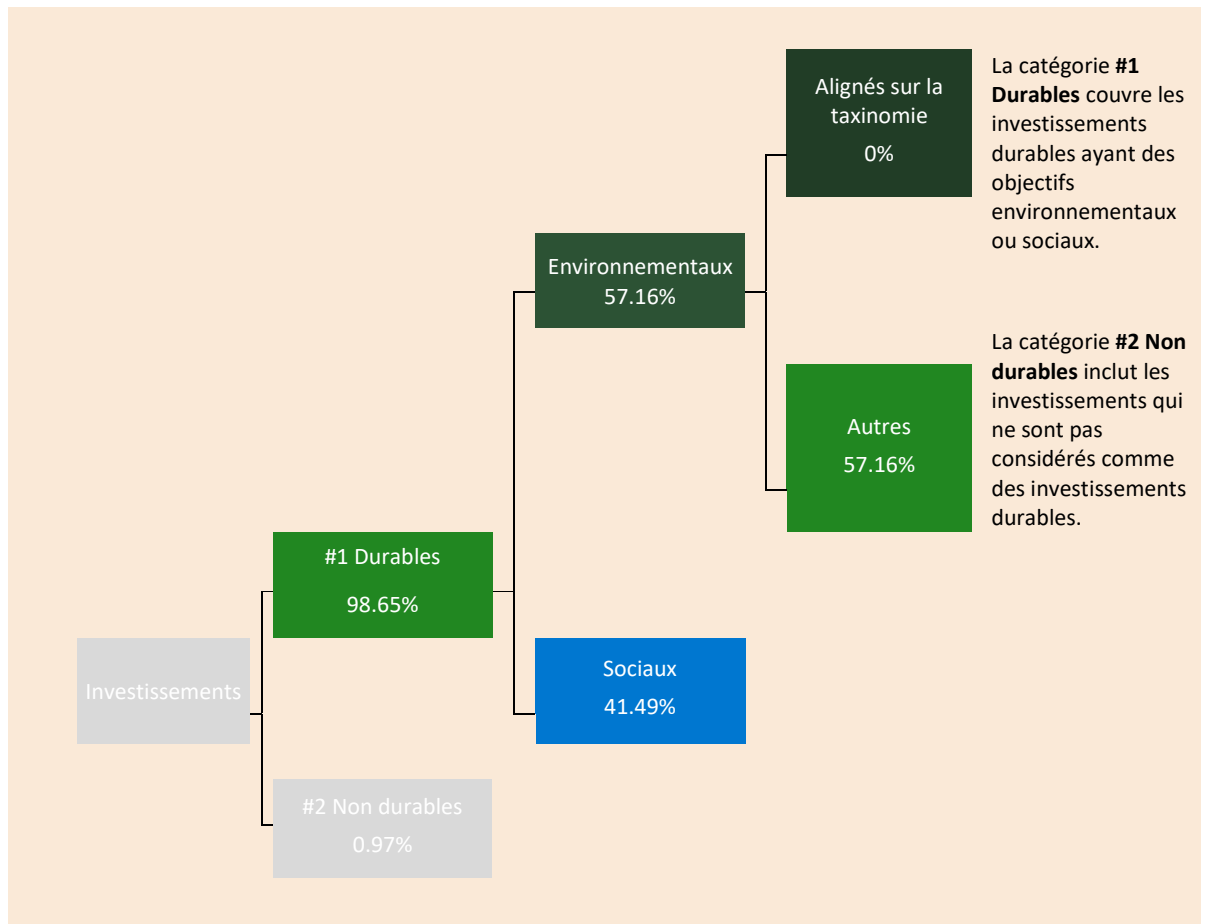 Alignés sur la
taxinomie
0%
La catégorie #1
Durables couvre les
investissements
durables ayant des
objectifs
environnementaux
ou sociaux.
Environnementaux
57.16%
La catégorie #2 Non
durables inclut les
investissements qui
ne sont pas
considérés comme
des investissements
durables.
Autres
57.16%
#1 Durables
98.65%
Sociaux
41.49%
Investissements
#2 Non durables
0.97%